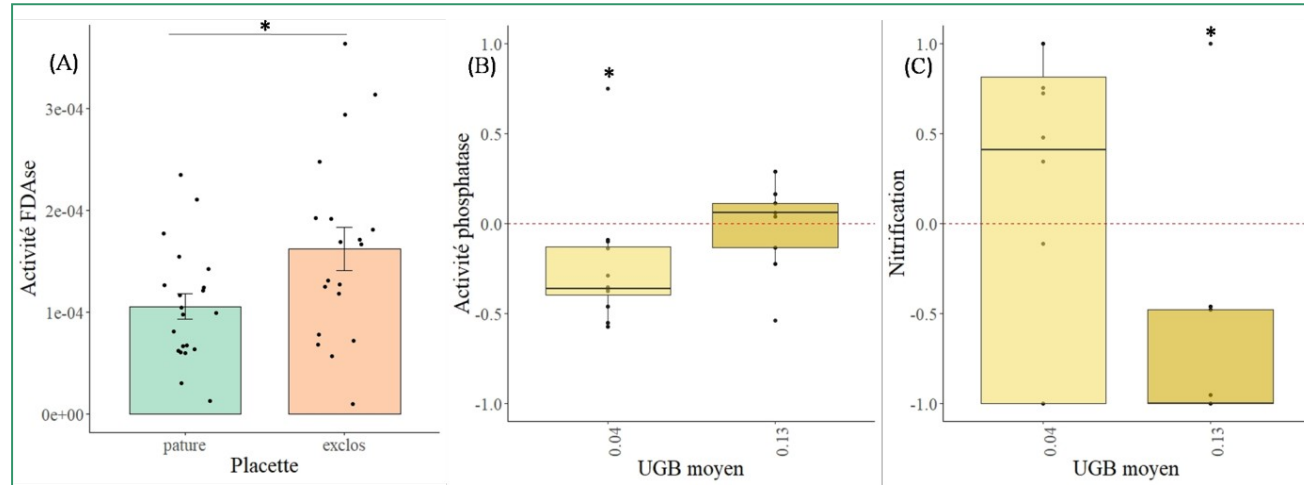 (A)
*
Activité FDAse
3e-04
2e-04
1e-04
0e+00
pature
exclos
Placette
(B)
*
Activité phosphatase
1.0
0.5
0.0
-0.5
-1.0
0.04
0.13
UGB moyen
(C)
*
Nitrification
1.0
0.5
0.0
-0.5
-1.0
0.04
0.13
UGB moyen